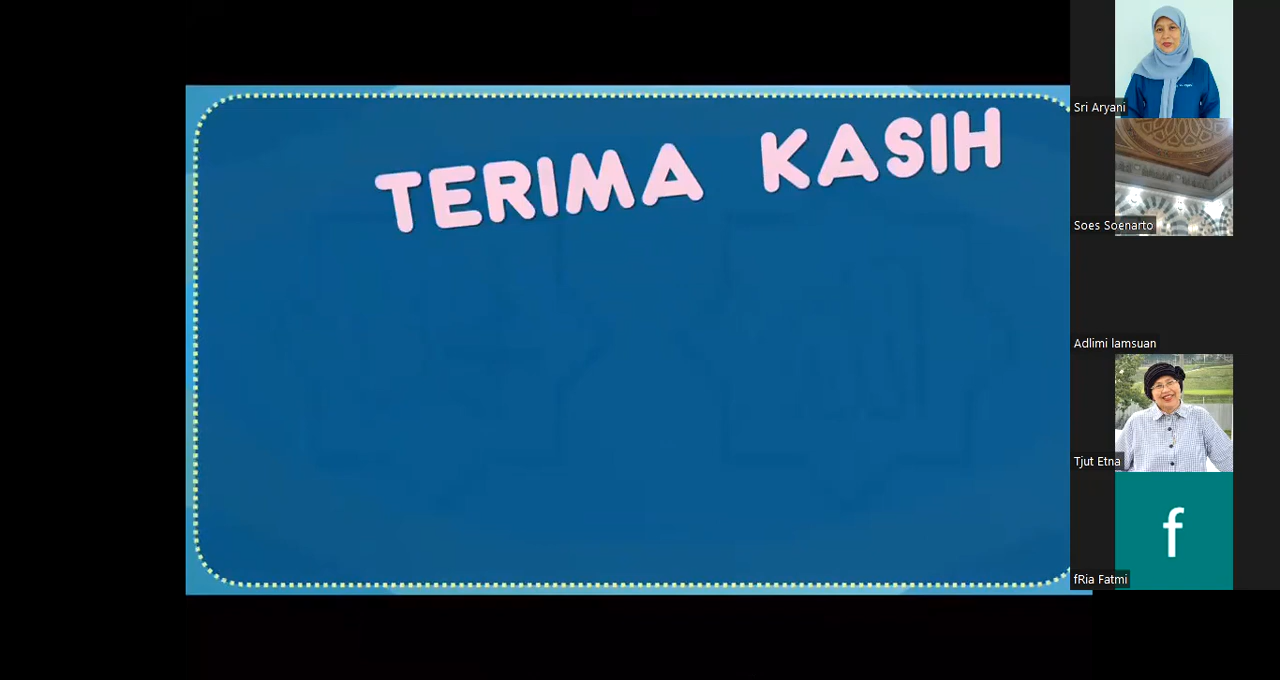 TERIMA KASIH
Sri Aryani
Soes Soenarto
Adlimi lamsuan
Tjut Etna
f
fRia Fatmi